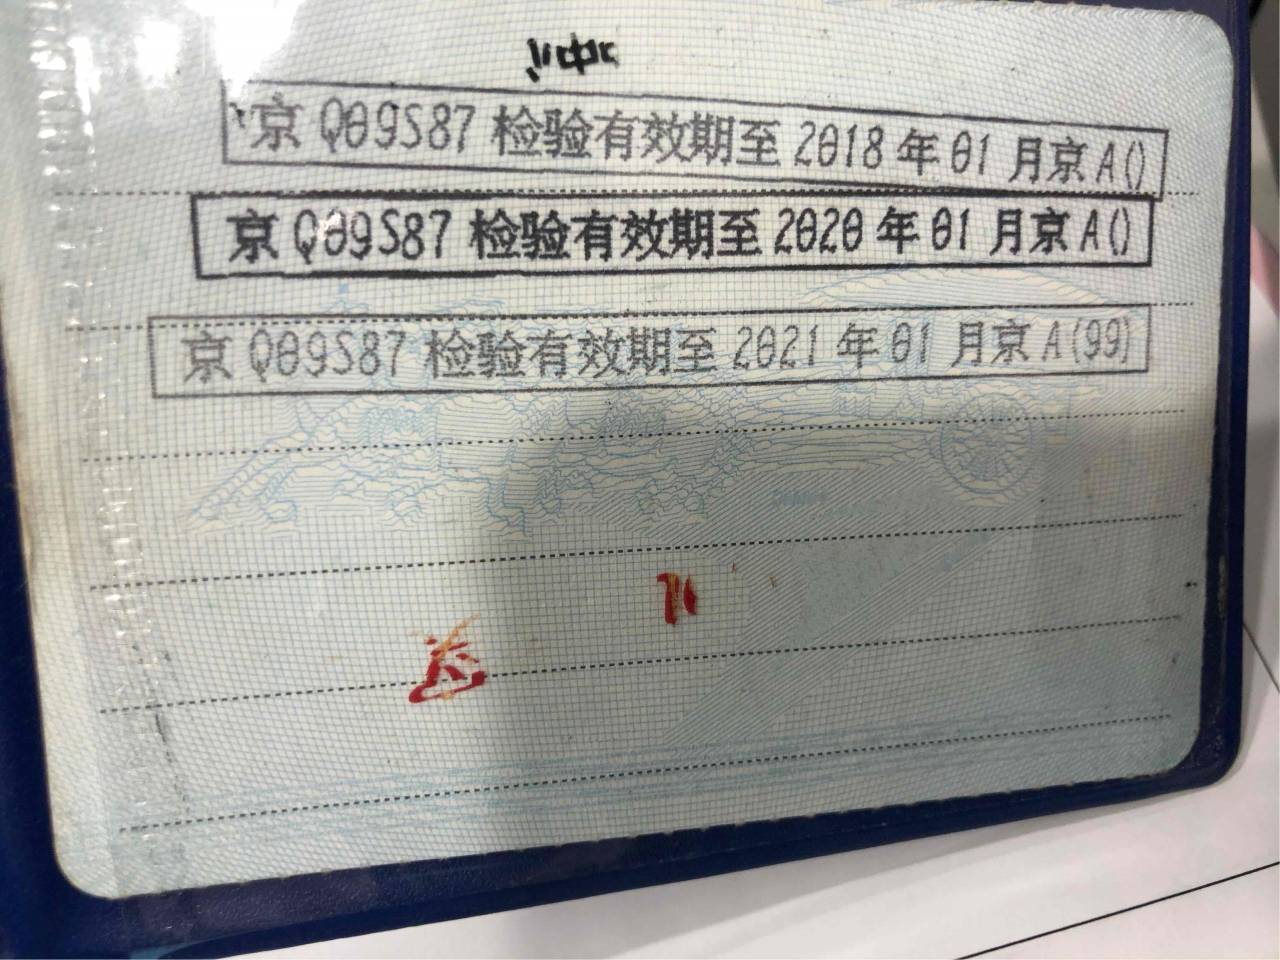 京 Q09S87 检验有效期至 2018 年 01 月京 A()
京 Q09S87 检验有效期至 2020 年 01 月京 A()
京 Q09S87 检验有效期至 2021 年 01 月京 A(99)